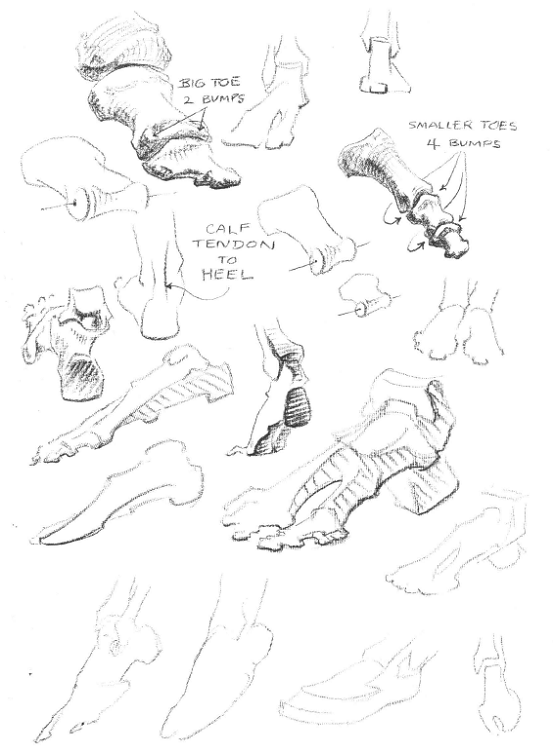 BIG TOE
2 BUMPS
SMALLER TOES
4 BUMPS
CALF
TENDON
TO
HEEL